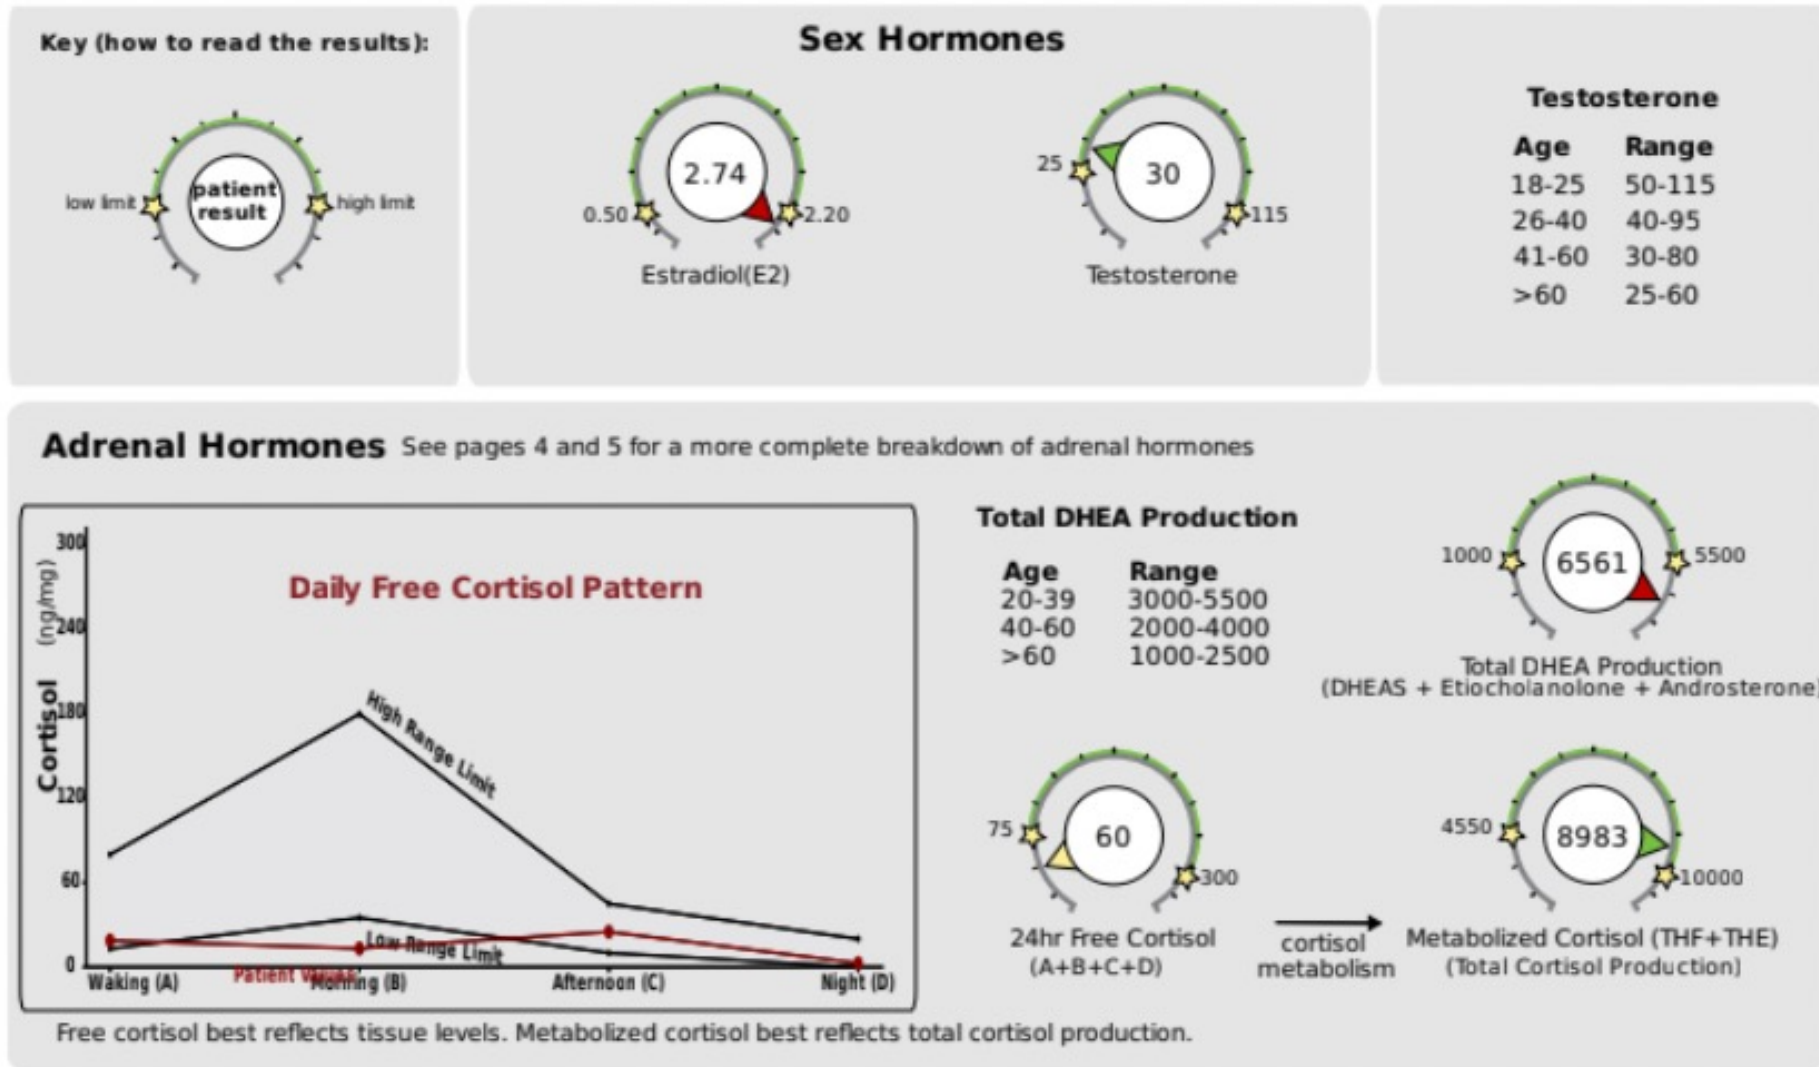 Key (how to read the results):
low limit
patient
result
high limit
Sex Hormones
2.74
0.50
2.20
Estradiol(E2)
30
25
115
Testosterone
Testosterone
Age Range
18-25 50-115
26-40 40-95
41-60 30-80
>60 25-60
Adrenal Hormones See pages 4 and 5 for a more complete breakdown of adrenal hormones
Daily Free Cortisol Pattern
Cortisol (ng/mg)
300
240
180
120
60
0
High Range Limit
Low Range Limit
Patient Values
Waking (A)
Morning (B)
Afternoon (C)
Night (D)
Total DHEA Production
Age Range
20-39 3000-5500
40-60 2000-4000
>60 1000-2500
1000
6561
5500
Total DHEA Production
(DHEAS + Etiocholanolone + Androsterone)
75
60
300
24hr Free Cortisol
(A+B+C+D)
cortisol
metabolism
4550
8983
10000
Metabolized Cortisol (THF+THE)
(Total Cortisol Production)
Free cortisol best reflects tissue levels. Metabolized cortisol best reflects total cortisol production.